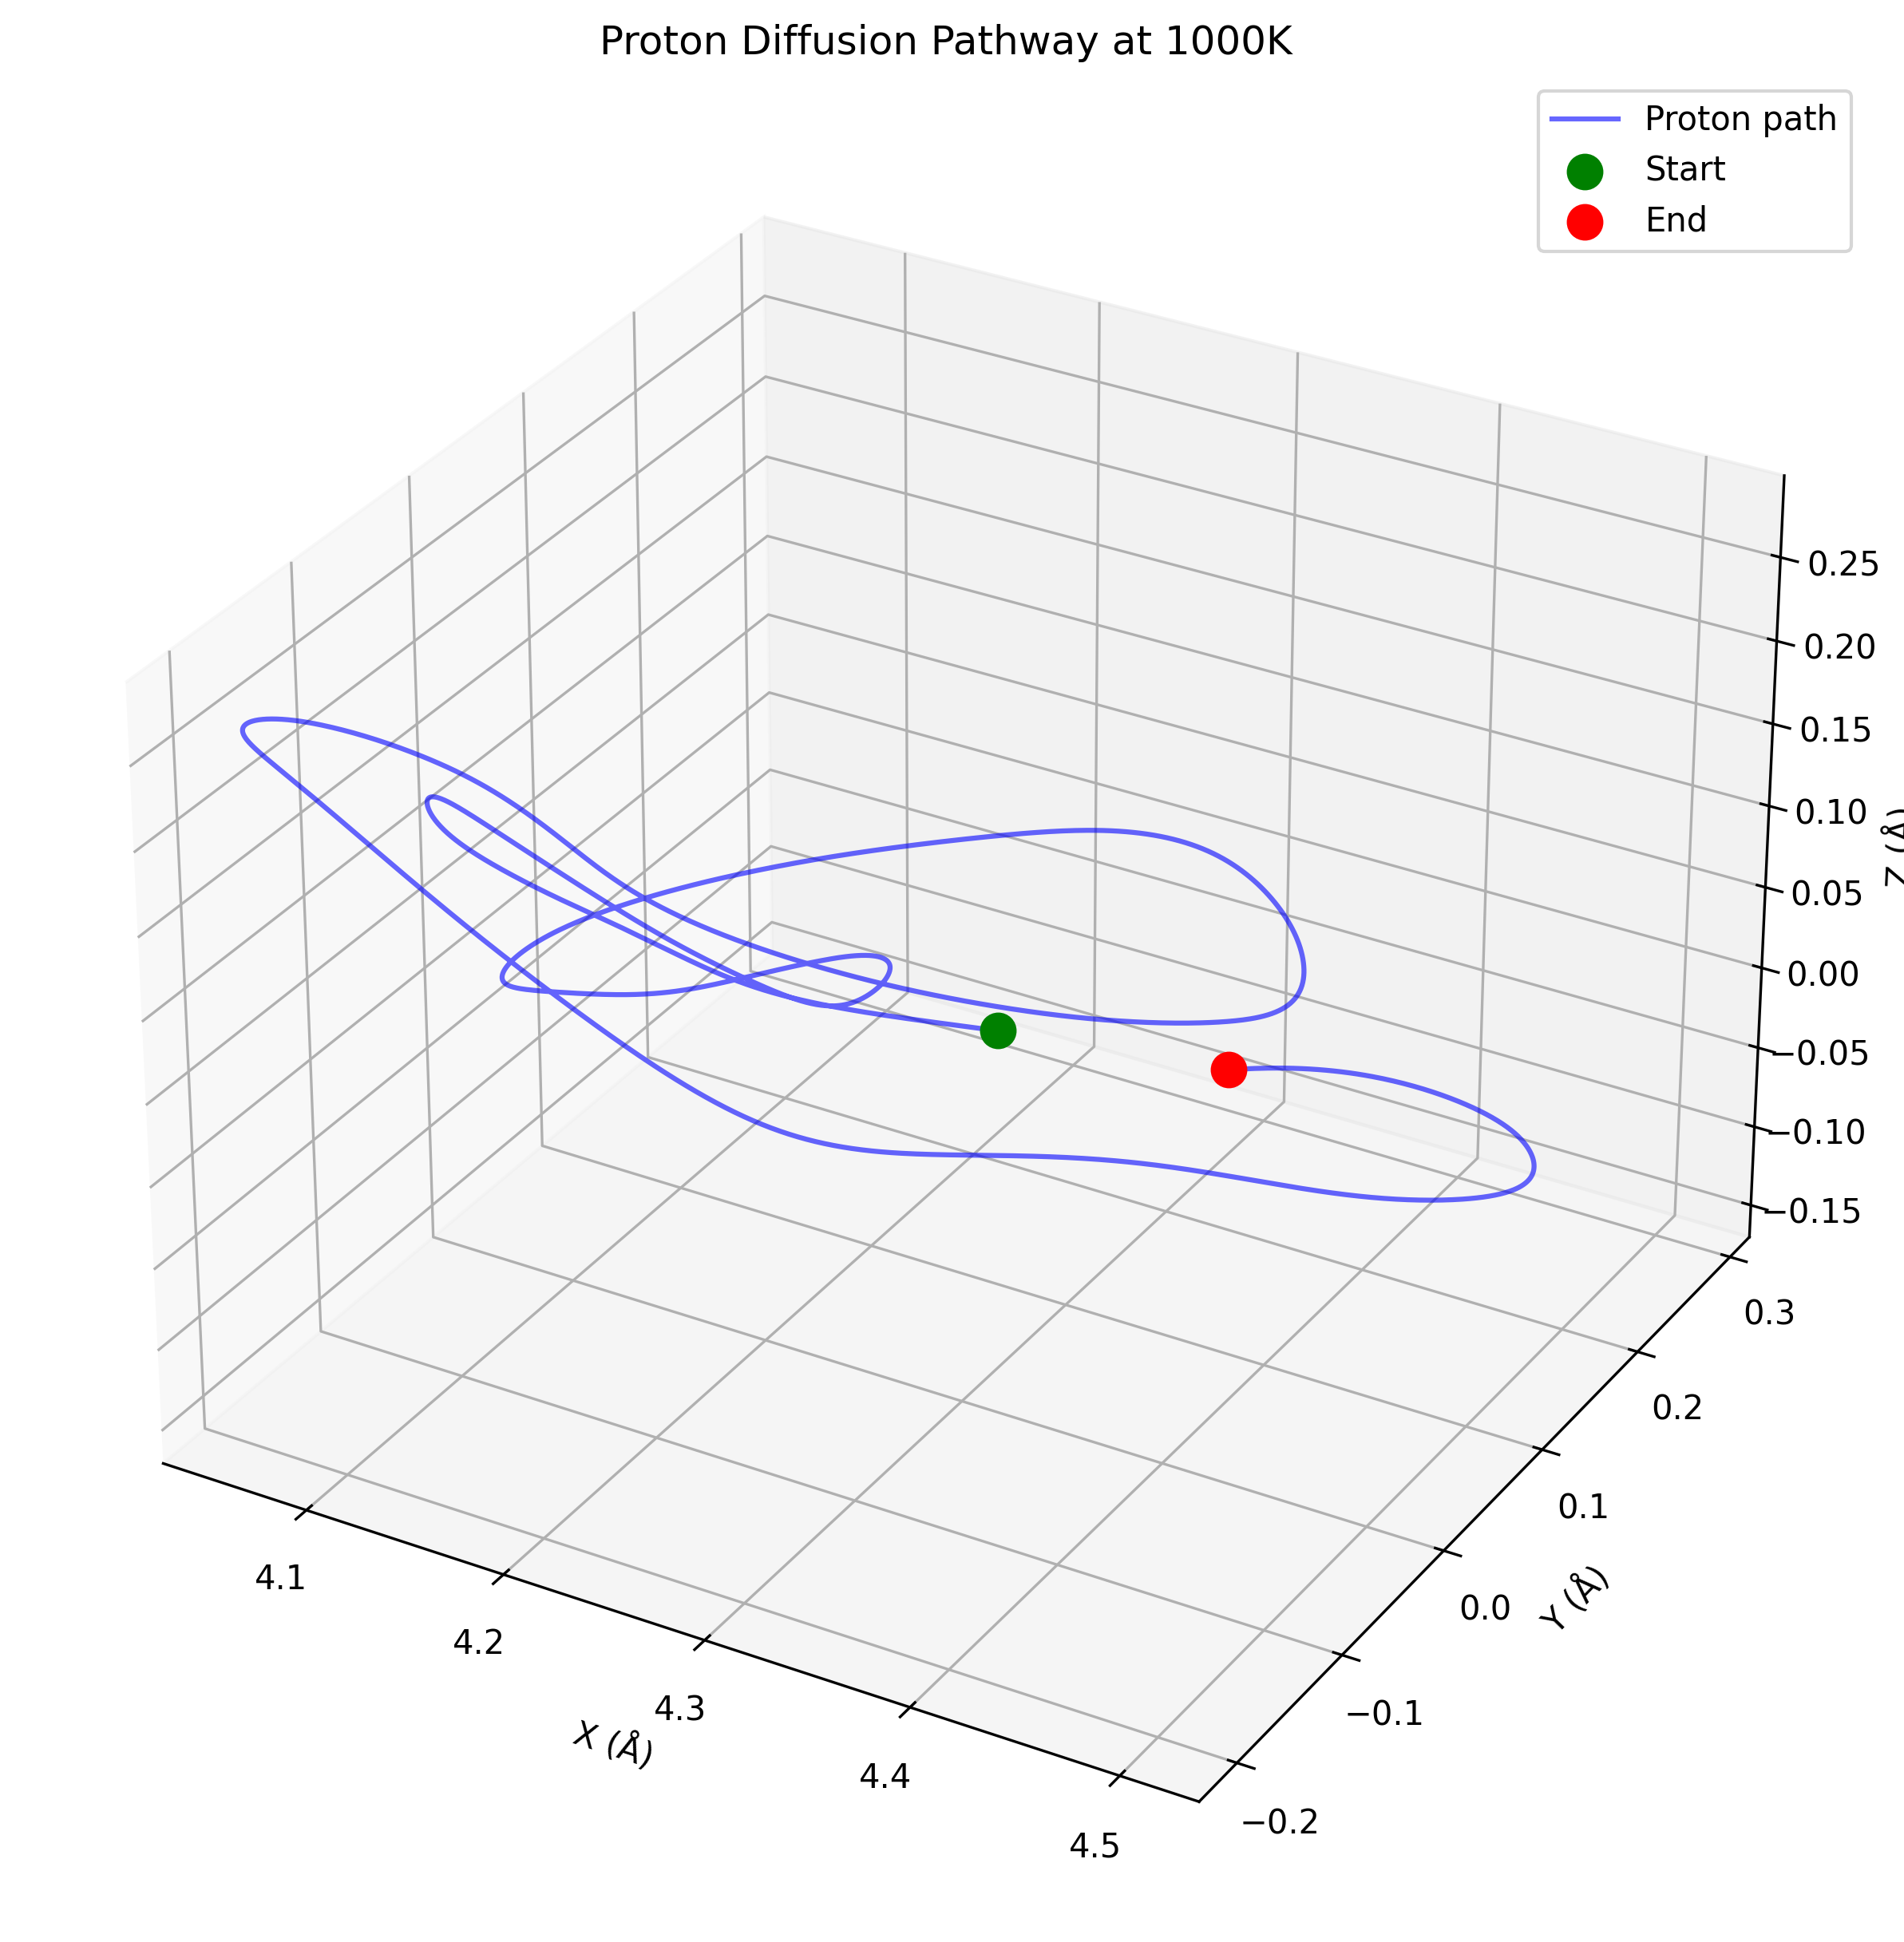 Proton Diffusion Pathway at 1000K
Proton path
Start
End
0.25
0.20
0.15
0.10
0.05
0.00
−0.05
−0.10
−0.15
Z (Å)
0.3
0.2
0.1
0.0
−0.1
−0.2
Y (Å)
4.1
4.2
4.3
4.4
4.5
X (Å)